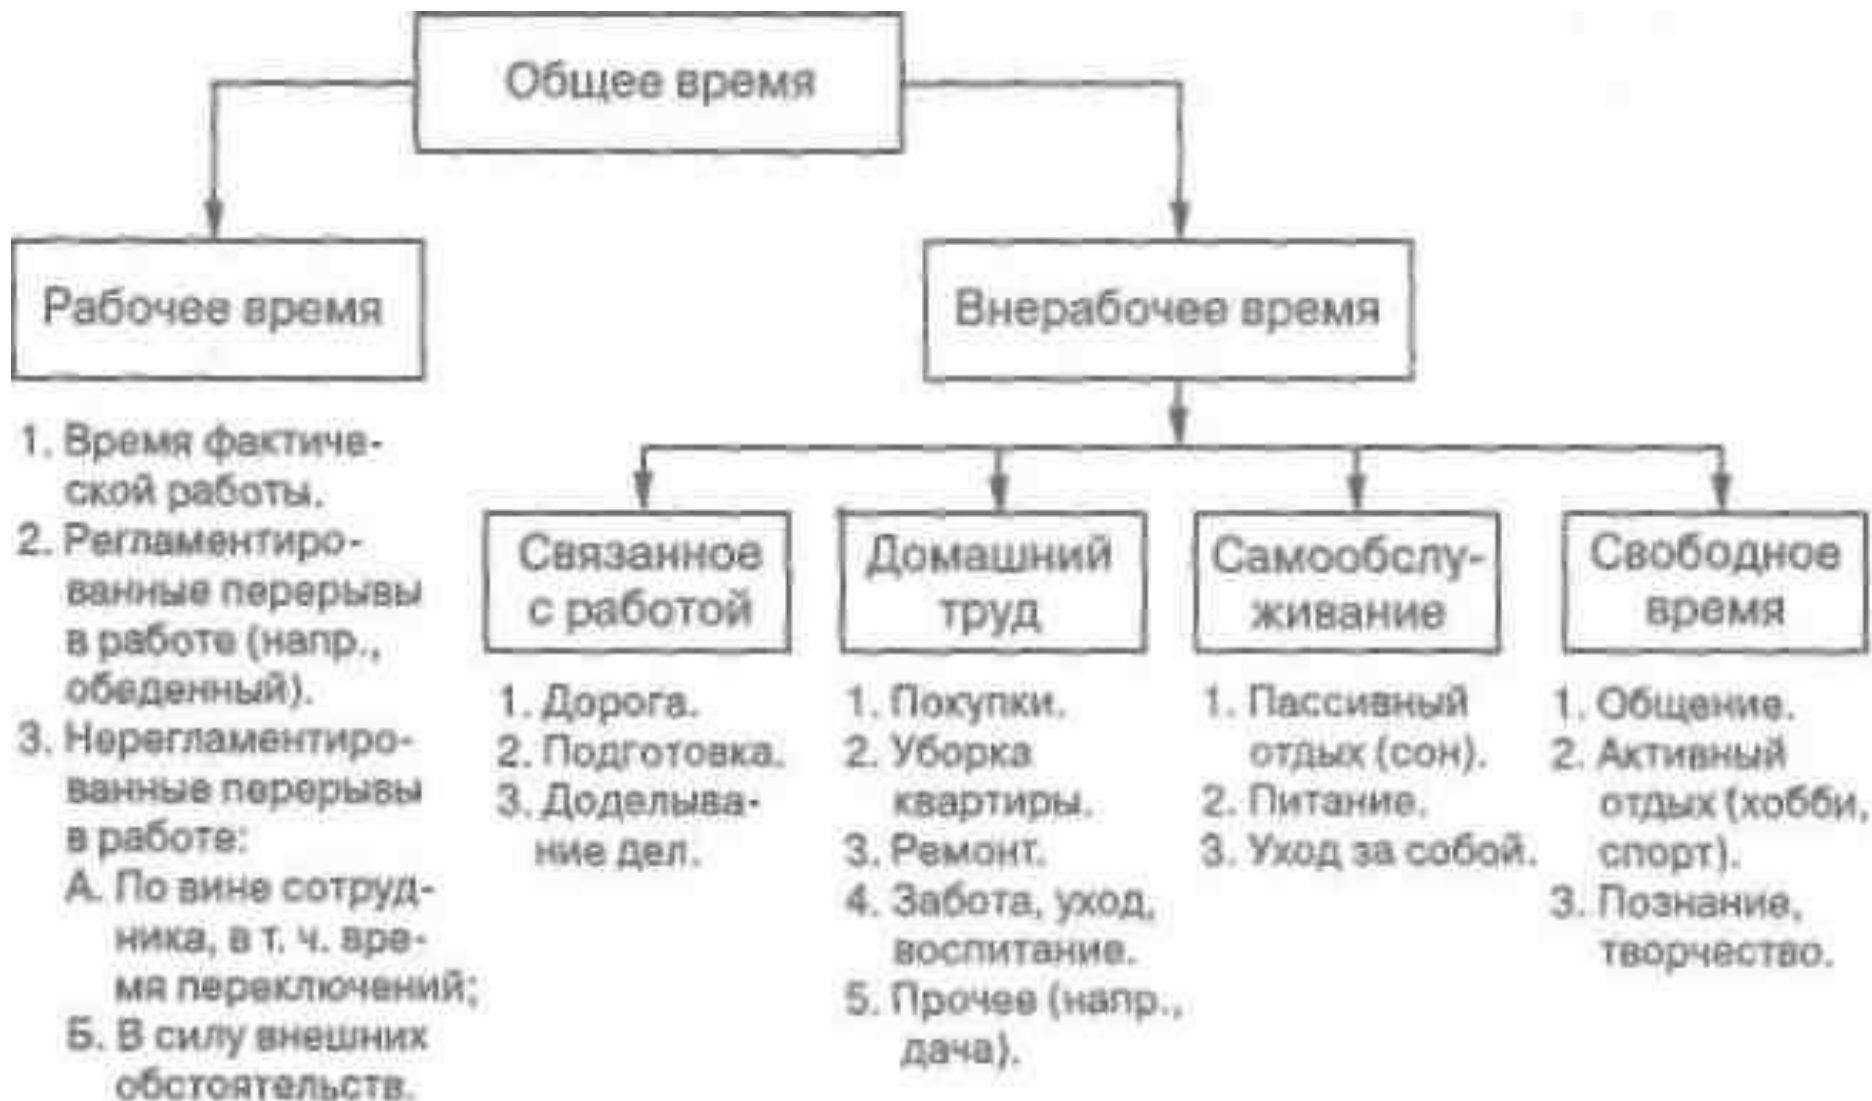 Общее время
Рабочее время
Внерабочее время
1. Время фактиче-
ской работы.
2. Регламентиро-
ванные перерывы
в работе (напр.,
обеденный).
3. Нерегламентиро-
ванные перерывы
в работе:
А. По вине сотруд-
ника, в т. ч. вре-
мя переключений;
Б. В силу внешних
обстоятельств.
Связанное
с работой
1. Дорога.
2. Подготовка.
3. Доделыва-
ние дел.
Домашний
труд
1. Покупки.
2. Уборка
квартиры.
3. Ремонт.
4. Забота, уход,
воспитание.
5. Прочее (напр.,
дача).
Самообслу-
живание
1. Пассивный
отдых (сон).
2. Питание.
3. Уход за собой.
Свободное
время
1. Общение.
2. Активный
отдых (хобби,
спорт).
3. Познание,
творчество.